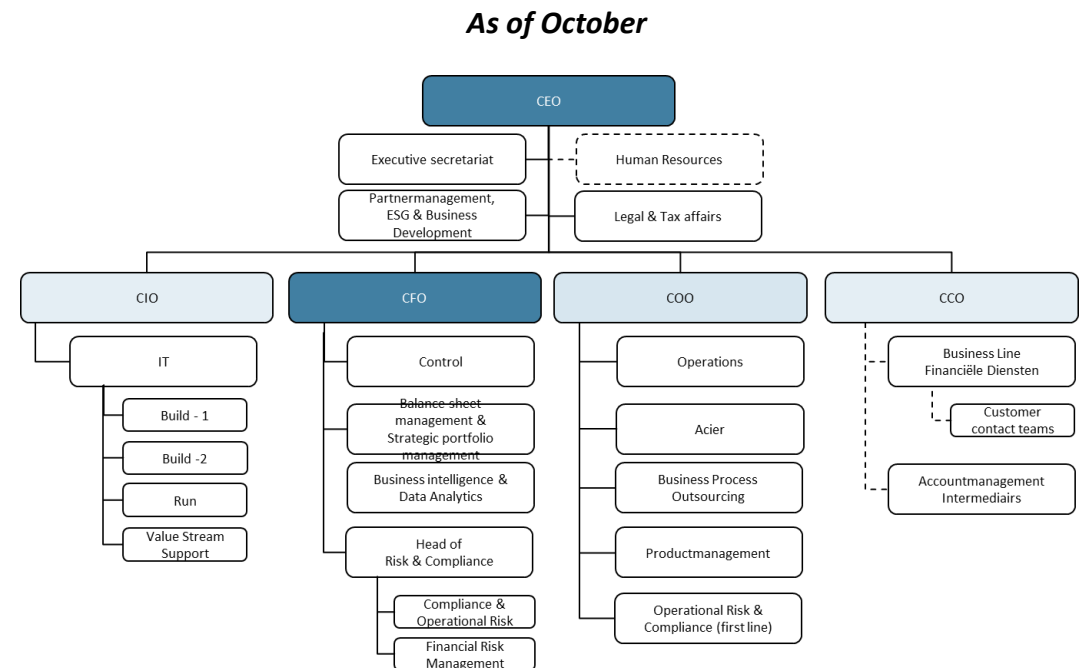 As of October
CEO
Executive secretariat
Human Resources
Partnermanagement,
ESG & Business
Development
Legal & Tax affairs
CIO
CFO
COO
CCO
IT
Build - 1
Build -2
Run
Value Stream
Support
Control
Balance sheet
management &
Strategic portfolio
management
Business intelligence &
Data Analytics
Head of
Risk & Compliance
Compliance &
Operational Risk
Financial Risk
Management
Operations
Acier
Business Process
Outsourcing
Productmanagement
Operational Risk &
Compliance (first line)
Business Line
Financiële Diensten
Customer
contact teams
Accountmanagement
Intermediairs